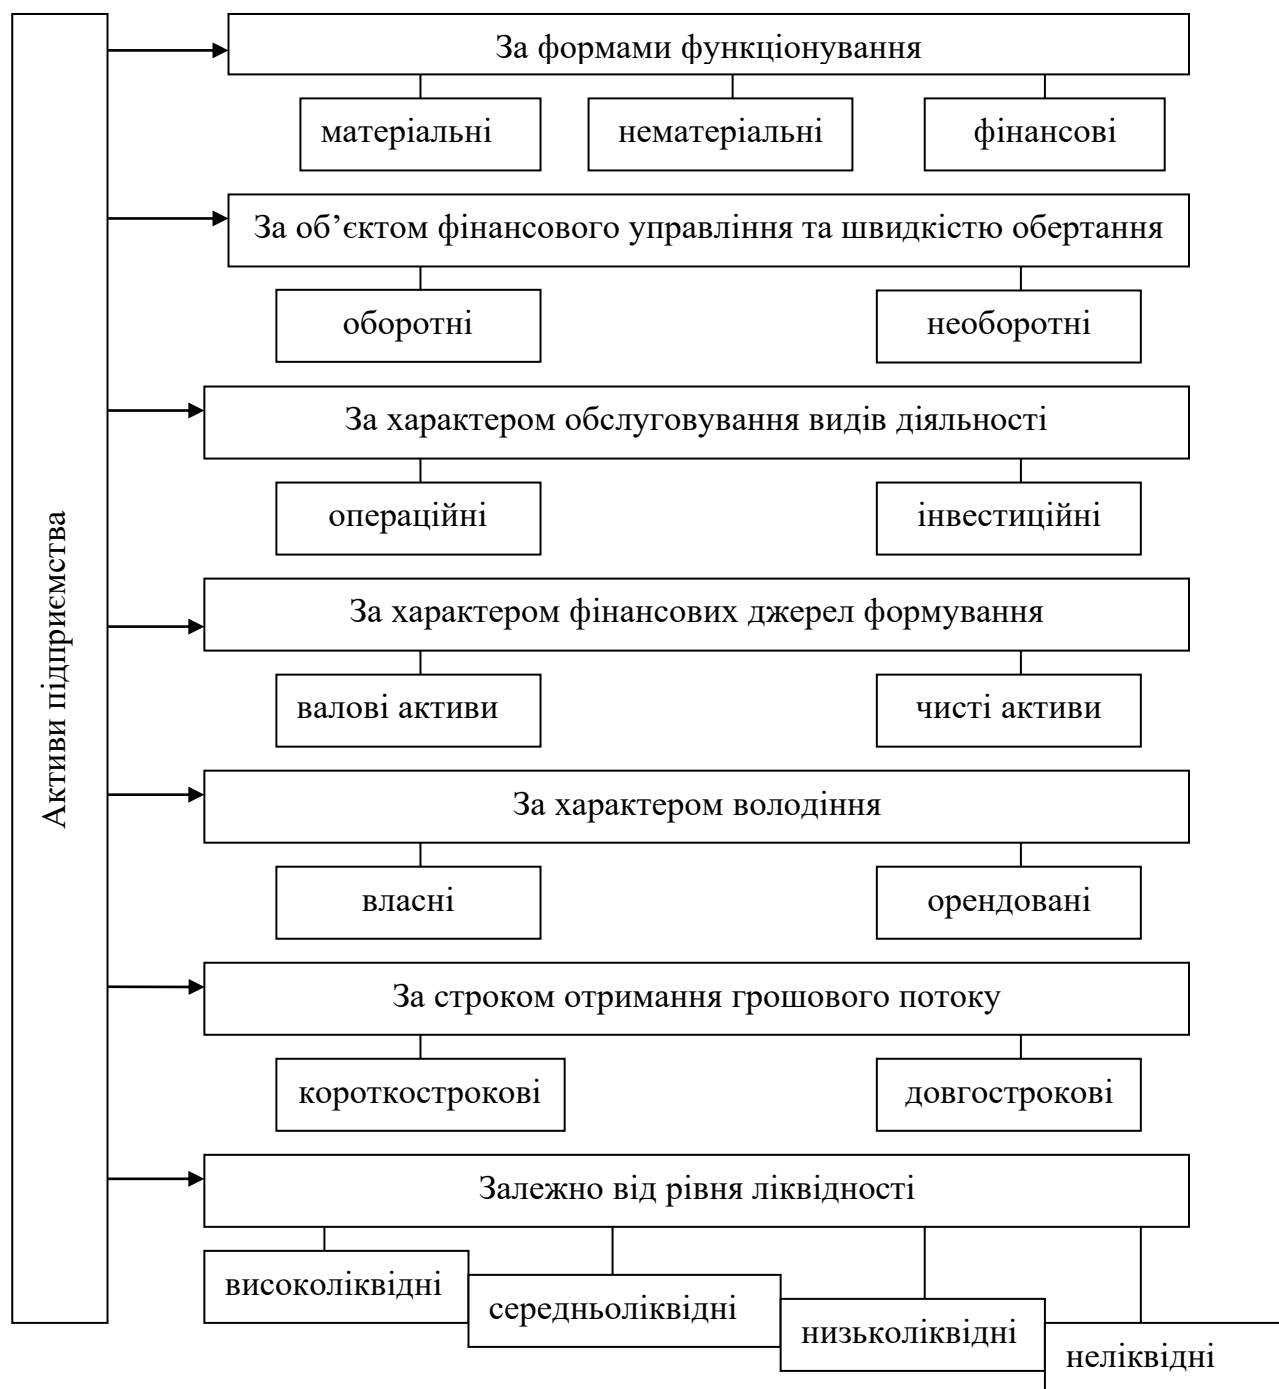 Активи підприємства
За формами функціонування
матеріальні
нематеріальні
фінансові
За об’єктом фінансового управління та швидкістю обертання
оборотні
необоротні
За характером обслуговування видів діяльності
операційні
інвестиційні
За характером фінансових джерел формування
валові активи
чисті активи
За характером володіння
власні
орендовані
За строком отримання грошового потоку
короткострокові
довгострокові
Залежно від рівня ліквідності
високоліквідні
середньоліквідні
низьколіквідні
неліквідні